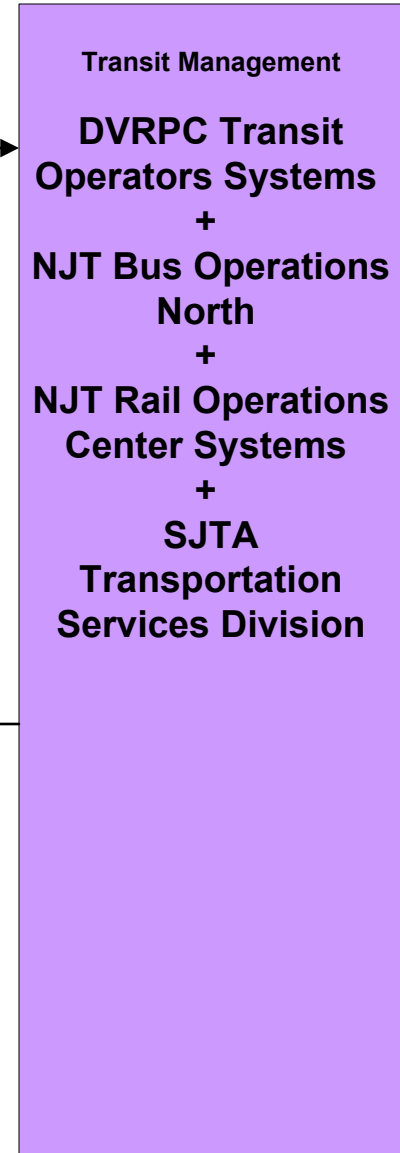 Transit Management
DVRPC Transit
Operators Systems
+
NJT Bus Operations
North
+
NJT Rail Operations
Center Systems
+
SJTA
Transportation
Services Division